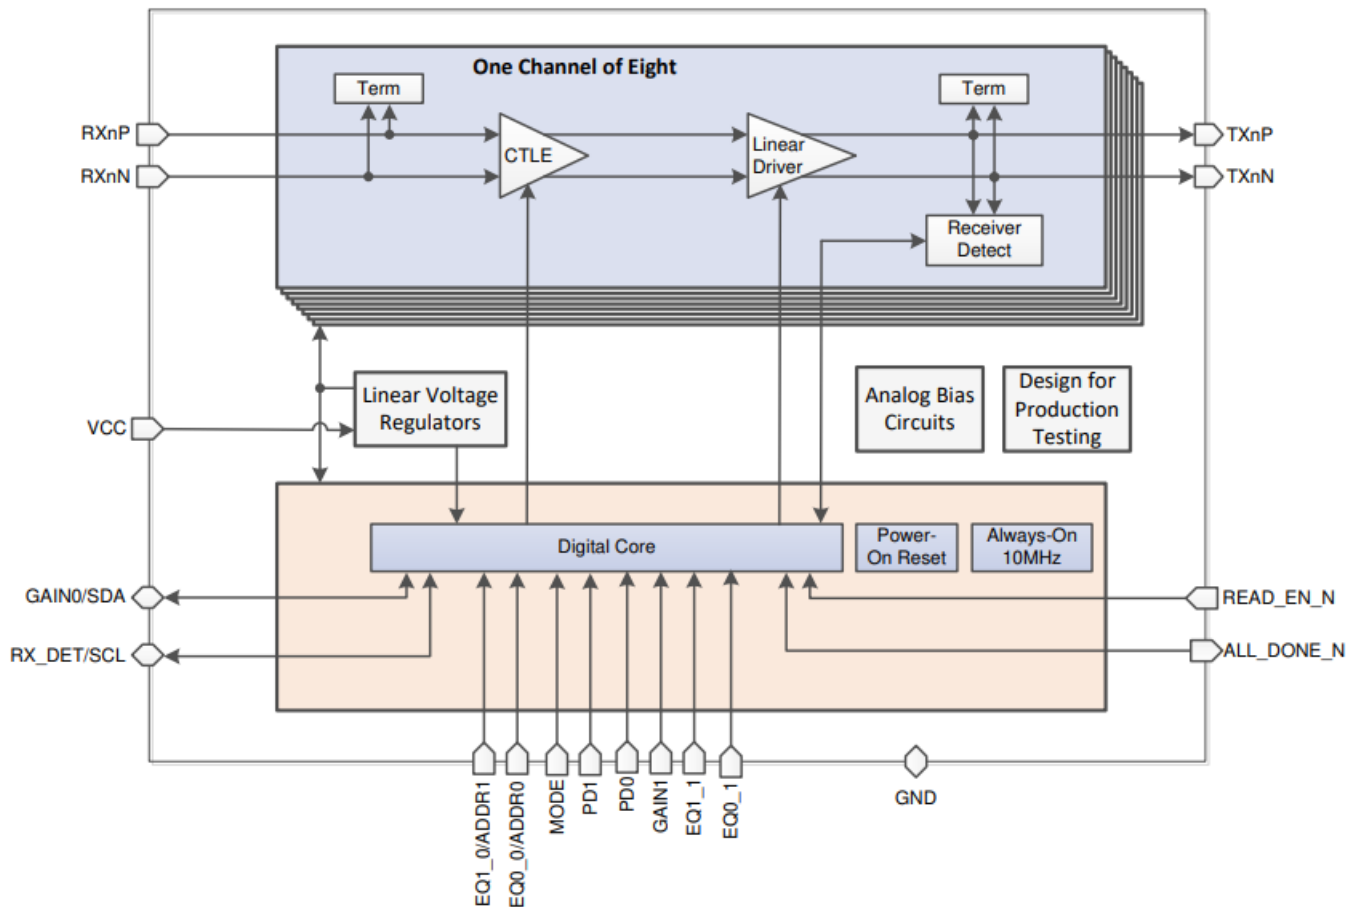 One Channel of Eight
Term
Term
RXnP
TXnP
CTLE
Linear
Driver
RXnN
TXnN
Receiver
Detect
Linear Voltage
Regulators
Analog Bias
Circuits
Design for
Production
Testing
VCC
Digital Core
Power-
On Reset
Always-On
10MHz
GAIN0/SDA
READ_EN_N
RX_DET/SCL
ALL_DONE_N
EQ1_0/ADDR1
EQ0_0/ADDR0
MODE
PD1
PD0
GAIN1
EQ1_1
EQ0_1
GND